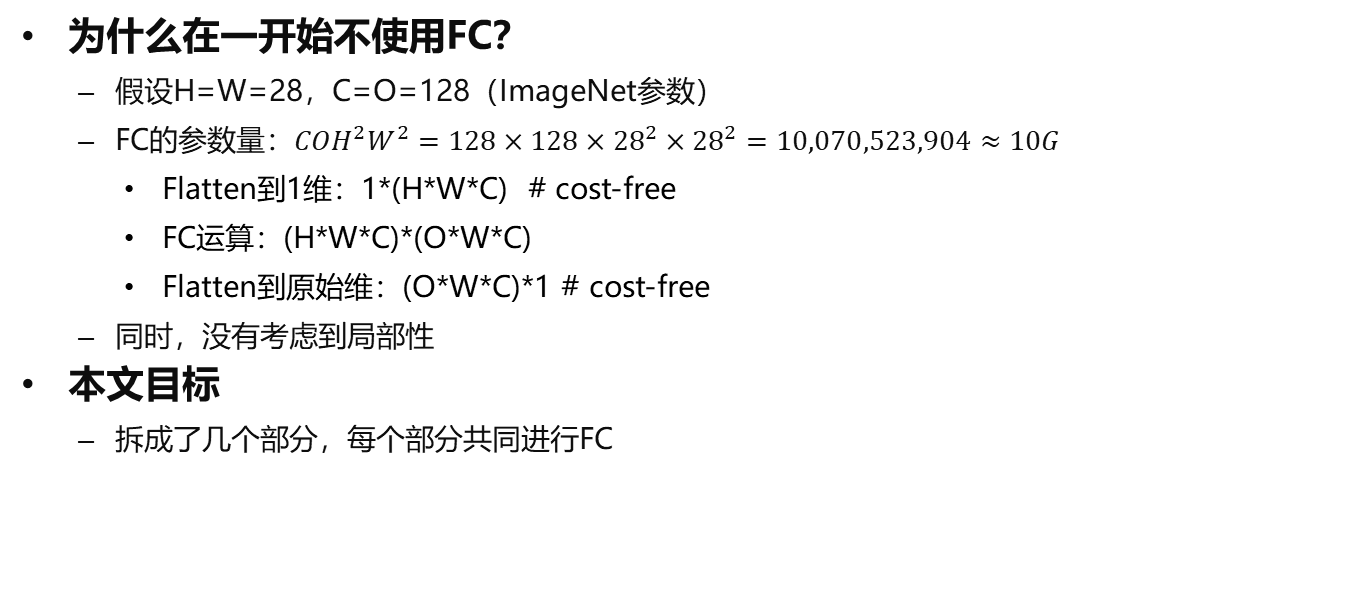 • 为什么在一开始不使用FC？
– 假设H=W=28，C=O=128（ImageNet参数）
– FC的参数量：𝐶𝑂𝐻²𝑊² = 128 × 128 × 28² × 28² = 10,070,523,904 ≈ 10𝐺
• Flatten到1维：1*(H*W*C) # cost-free
• FC运算：(H*W*C)*(O*W*C)
• Flatten到原始维：(O*W*C)*1 # cost-free
– 同时，没有考虑到局部性
• 本文目标
– 拆成了几个部分，每个部分共同进行FC